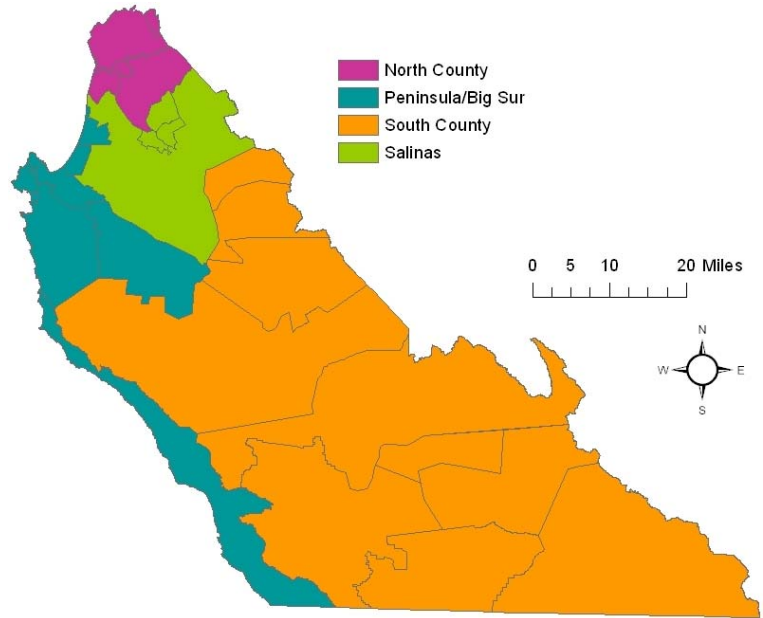 North County
Peninsula/Big Sur
South County
Salinas
0 5 10 20 Miles
N
W E
S